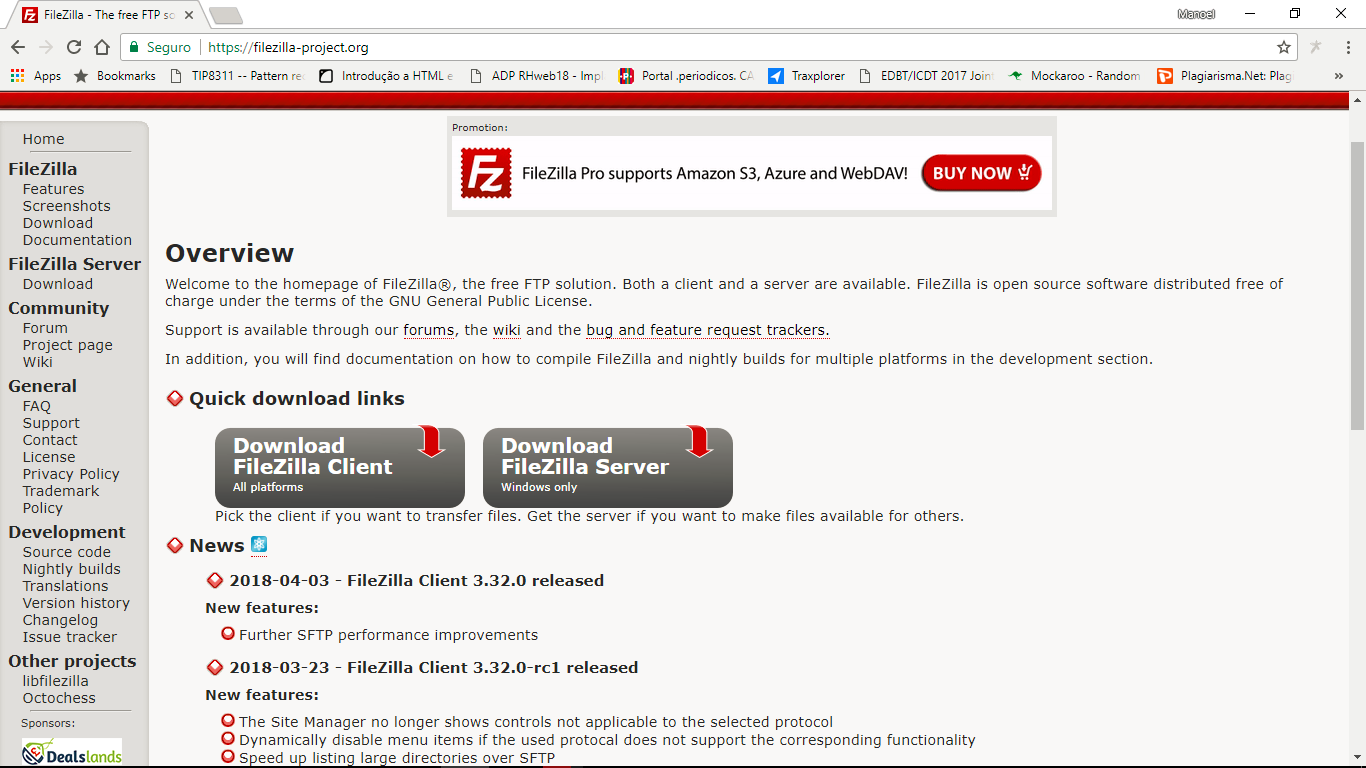 FileZilla - The free FTP so
Manoel
Seguro
https://filezilla-project.org
Apps
Bookmarks
TIP8311 -- Pattern re
Introdução a HTML e
ADP RHweb18 - Impl
Portal .periodicos. CA
Traxplorer
EDBT/ICDT 2017 Join
Mockaroo - Random
Plagiarisma.Net: Plag
»
Home
FileZilla
Features
Screenshots
Download
Documentation
FileZilla Server
Download
Community
Forum
Project page
Wiki
General
FAQ
Support
Contact
License
Privacy Policy
Trademark
Policy
Development
Source code
Nightly builds
Translations
Version history
Changelog
Issue tracker
Other projects
libfilezilla
Octochess
Sponsors:
Dealslands
Promotion:
Fz
FileZilla Pro supports Amazon S3, Azure and WebDAV!
BUY NOW
Overview
Welcome to the homepage of FileZilla®, the free FTP solution. Both a client and a server are available. FileZilla is open source software distributed free of
charge under the terms of the GNU General Public License.
Support is available through our forums, the wiki and the bug and feature request trackers.
In addition, you will find documentation on how to compile FileZilla and nightly builds for multiple platforms in the development section.
Quick download links
Download
FileZilla Client
All platforms
Download
FileZilla Server
Windows only
Pick the client if you want to transfer files. Get the server if you want to make files available for others.
News
2018-04-03 - FileZilla Client 3.32.0 released
New features:
Further SFTP performance improvements
2018-03-23 - FileZilla Client 3.32.0-rc1 released
New features:
The Site Manager no longer shows controls not applicable to the selected protocol
Dynamically disable menu items if the used protocal does not support the corresponding functionality
Speed up listing large directories over SFTP